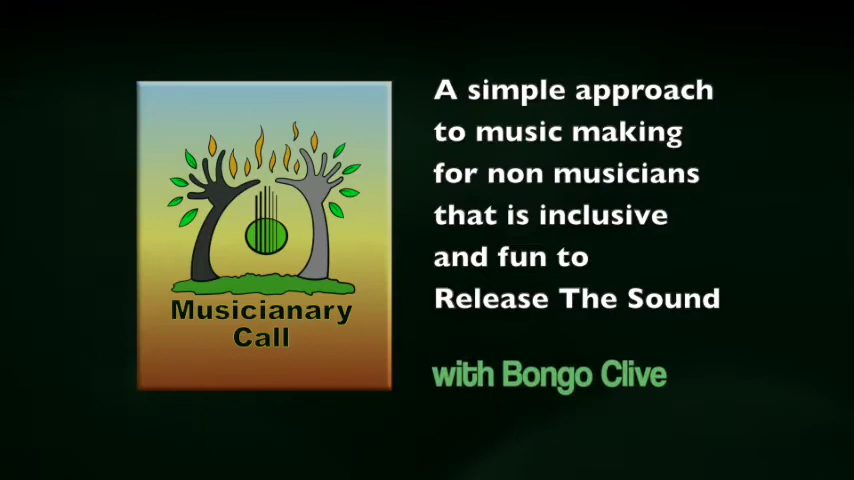 Musicianary
Call
A simple approach
to music making
for non musicians
that is inclusive
and fun to
Release The Sound
with Bongo Clive